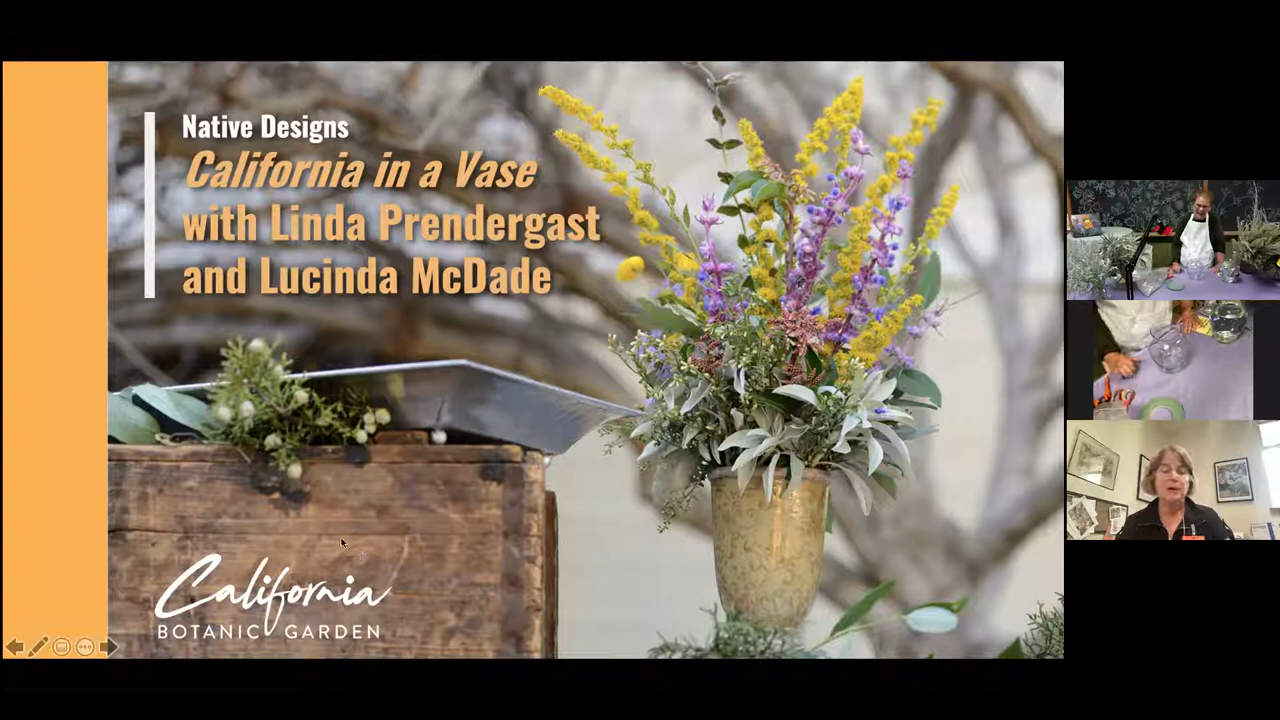 Native Designs
California in a Vase
with Linda Prendergast
and Lucinda McDade
California
BOTANIC GARDEN